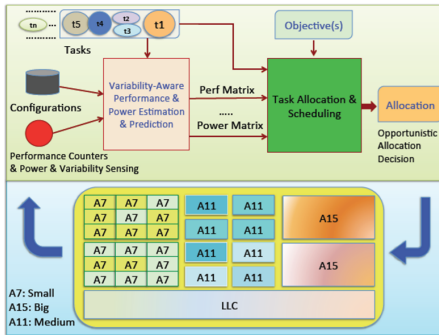 tn
t5
t4
t2
t3
t1
Tasks
Objective(s)
Variability-Aware
Performance &
Power Estimation
& Prediction
Perf Matrix
.....
Power Matrix
Task Allocation &
Scheduling
Allocation
Configurations
Opportunistic
Allocation
Decision
Performance Counters
& Power & Variability Sensing
A7 A7 A7
A7 A7 A7
A7 A7 A7
A7 A7 A7
A7 A7 A7
A7 A7 A7
A11 A11
A11 A11
A11 A11
A11 A11
A15
A15
LLC
A7: Small
A15: Big
A11: Medium